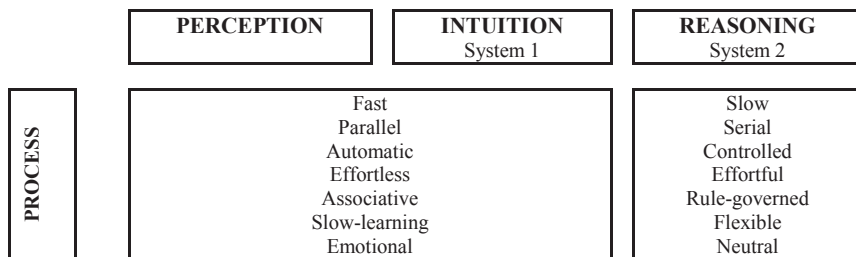 PERCEPTION
INTUITION
System 1
REASONING
System 2
PROCESS
Fast
Parallel
Automatic
Effortless
Associative
Slow-learning
Emotional
Slow
Serial
Controlled
Effortful
Rule-governed
Flexible
Neutral